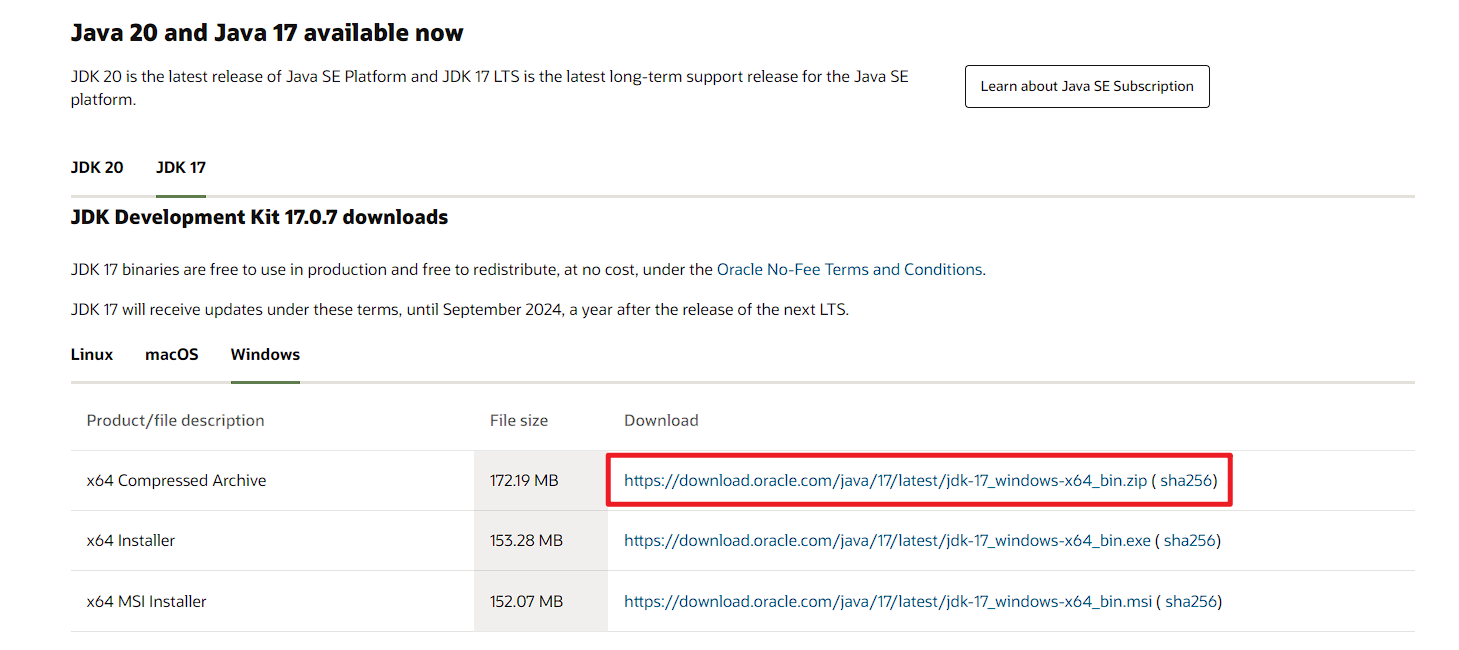 Java 20 and Java 17 available now
JDK 20 is the latest release of Java SE Platform and JDK 17 LTS is the latest long-term support release for the Java SE
platform.
Learn about Java SE Subscription
JDK 20 JDK 17
JDK Development Kit 17.0.7 downloads
JDK 17 binaries are free to use in production and free to redistribute, at no cost, under the Oracle No-Fee Terms and Conditions.
JDK 17 will receive updates under these terms, until September 2024, a year after the release of the next LTS.
Linux macOS Windows
Product/file description File size Download
x64 Compressed Archive 172.19 MB https://download.oracle.com/java/17/latest/jdk-17_windows-x64_bin.zip ( sha256)
x64 Installer 153.28 MB https://download.oracle.com/java/17/latest/jdk-17_windows-x64_bin.exe ( sha256)
x64 MSI Installer 152.07 MB https://download.oracle.com/java/17/latest/jdk-17_windows-x64_bin.msi ( sha256)